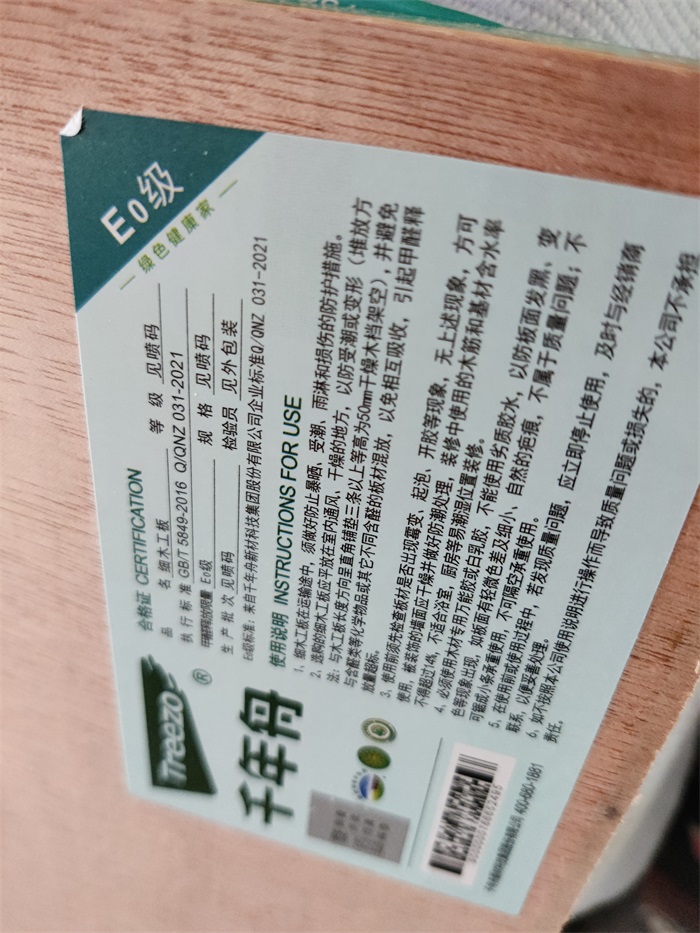 E0级
绿色健康家
Treezo®
千年舟
合格证 CERTIFICATION
品 名 细木工板 等 级 见喷码
执行标准 GB/T 5849-2016 Q/QNZ 031-2021
甲醛释放限量 E0级 规 格 见喷码
生产批次 见喷码 检验员 见外包装
E0级标准:来自千年舟新材科技集团股份有限公司企业标准Q/QNZ 031-2021
使用说明 INSTRUCTIONS FOR USE
1、细木工板在运输途中,须做好防止暴晒、受潮、雨淋和损伤的防护措施。
2、选购的细木工板应平放在室内通风、干燥的地方,以防受潮或变形(堆放方
法:与木工板长度方向呈直角铺垫三条以上等高为50mm干燥木档架空),并避免
与含醛类等化学物品或其它不同含醛的板材混放,以免相互吸收,引起甲醛释
放量超标。
3、使用前须先检查板材是否出现霉变、起泡、开胶等现象,无上述现象,方可
使用,被装饰的墙面应干燥并做好防潮处理,装修中使用的木筋和基材含水率
不得超过14%,不适合浴室、厨房等易潮湿位置装修。
4、必须使用木材专用万能胶或白乳胶,不能使用劣质胶水,以防板面发黑、变
色等现象出现,如板面有轻微色差及细小、自然的疤痕,不属于质量问题;不
可锯成小条承重使用,不可隔空承重使用。
5、在使用前或使用过程中,若发现质量问题,应立即停止使用,及时与经销商
联系,以便妥善处理。
6、如不按照本公司使用说明进行操作而导致质量问题或损失的,本公司不承担
责任。
400-680-1881